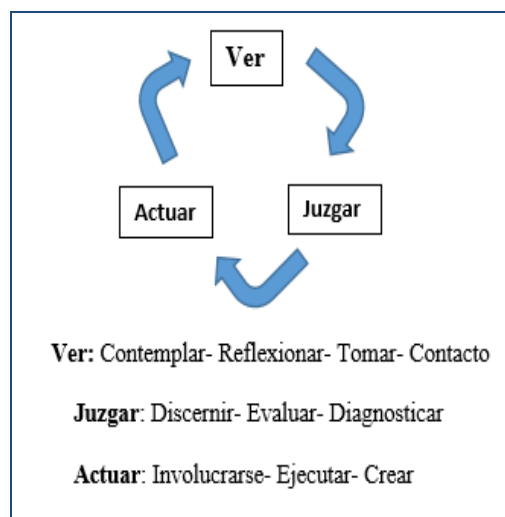 Ver
Actuar
Juzgar
Ver: Contemplar- Reflexionar- Tomar- Contacto
Juzgar: Discernir- Evaluar- Diagnosticar
Actuar: Involucrarse- Ejecutar- Crear